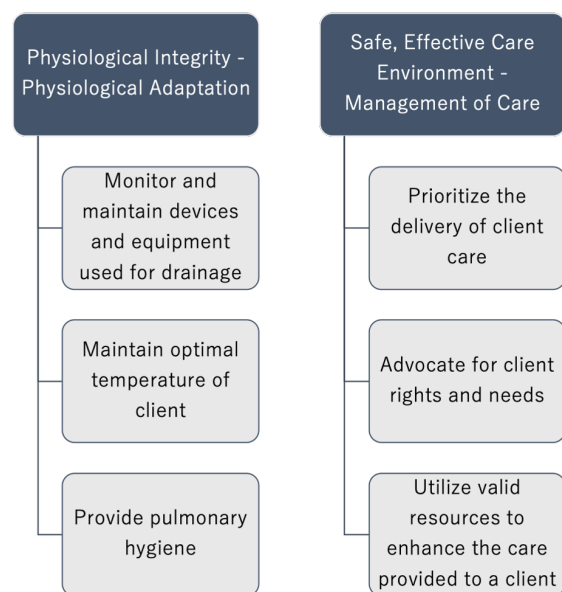 Physiological Integrity -
Physiological Adaptation
Monitor and
maintain devices
and equipment
used for drainage
Maintain optimal
temperature of
client
Provide pulmonary
hygiene
Safe, Effective Care
Environment -
Management of Care
Prioritize the
delivery of client
care
Advocate for client
rights and needs
Utilize valid
resources to
enhance the care
provided to a client